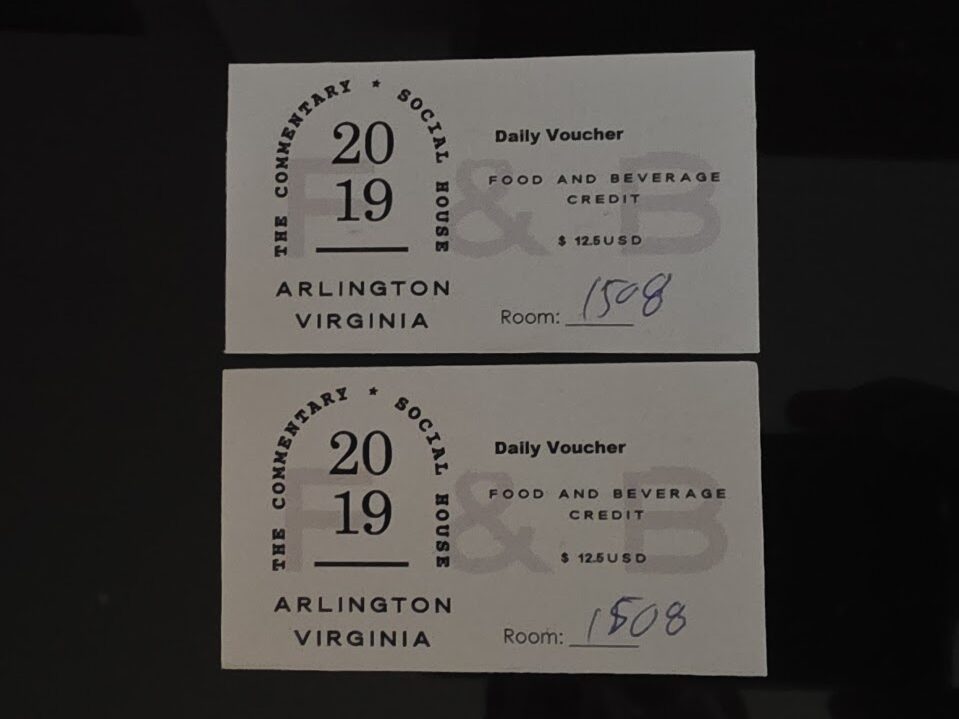 THE COMMENTARY * SOCIAL HOUSE
20
19
ARLINGTON
VIRGINIA
F & B
Daily Voucher
FOOD AND BEVERAGE
CREDIT
$ 12.5USD
Room: 1508
THE COMMENTARY * SOCIAL HOUSE
20
19
ARLINGTON
VIRGINIA
F & B
Daily Voucher
FOOD AND BEVERAGE
CREDIT
$ 12.5USD
Room: 1508